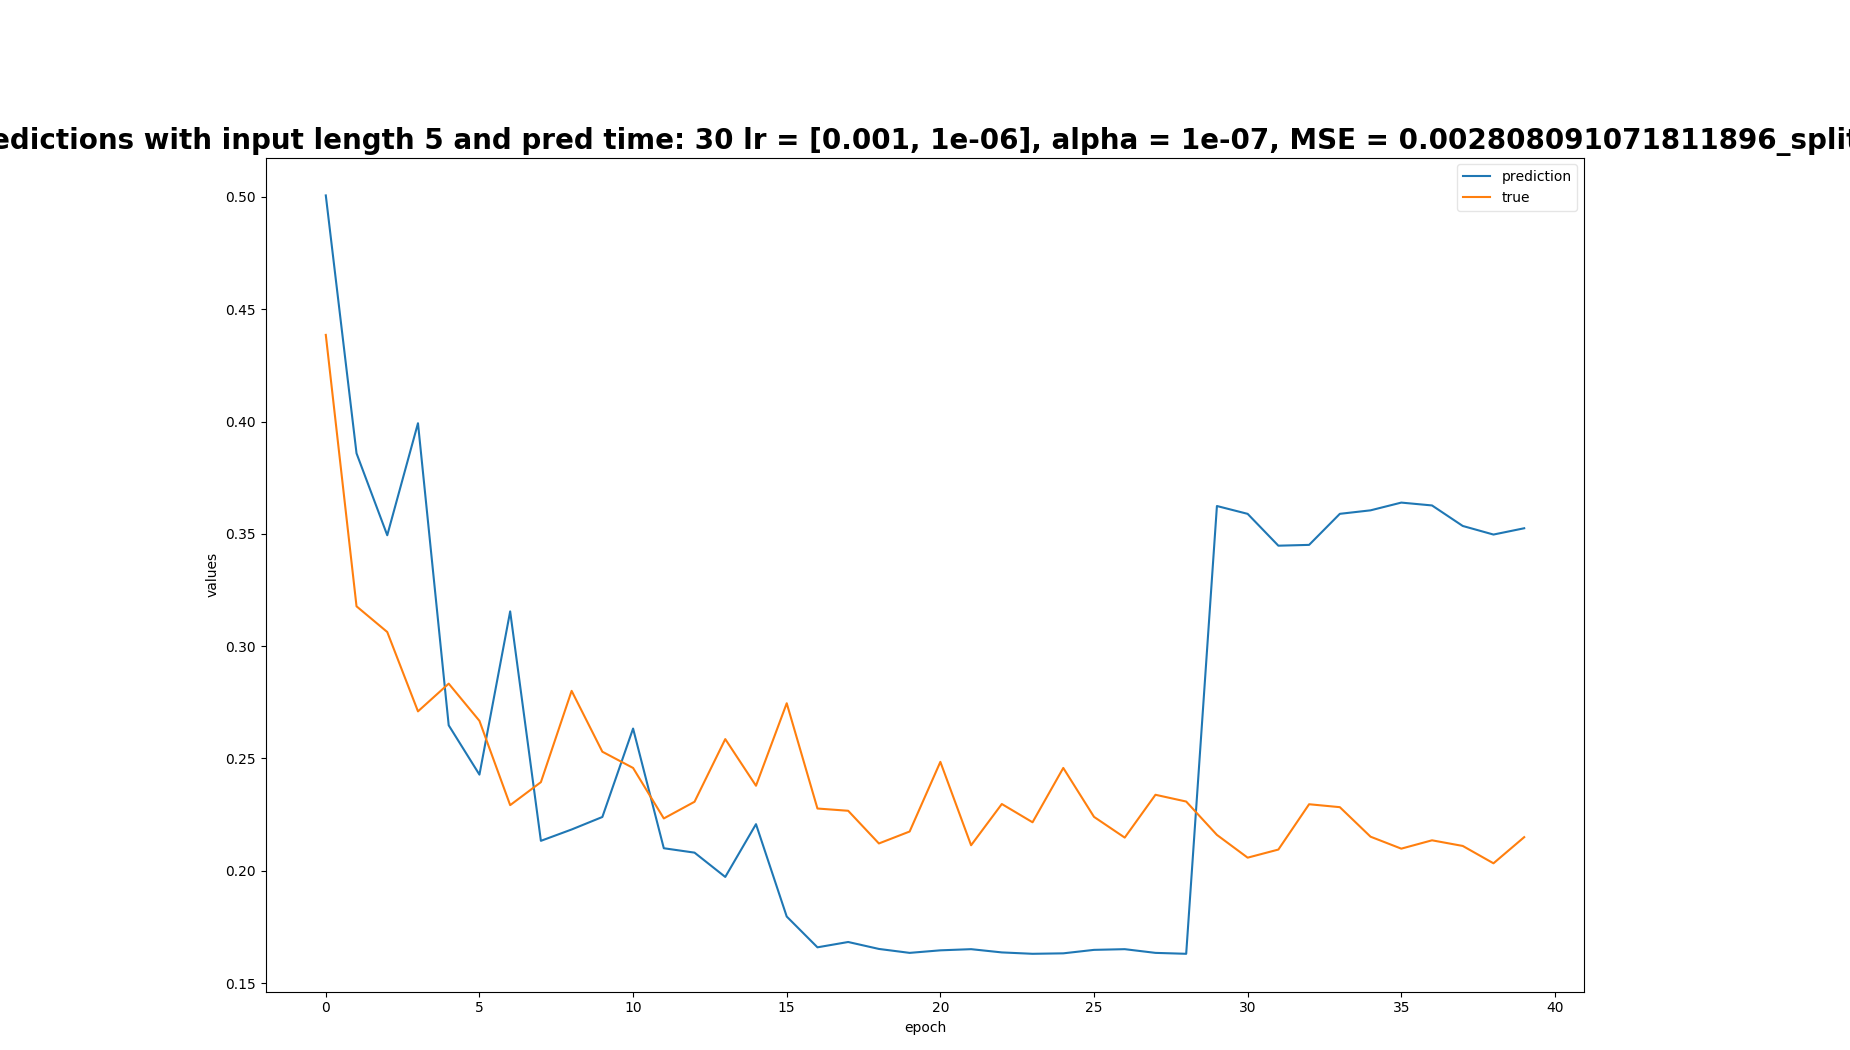 edictions with input length 5 and pred time: 30 lr = [0.001, 1e-06], alpha = 1e-07, MSE = 0.002808091071811896_split
prediction
true
0.50
0.45
0.40
0.35
0.30
0.25
0.20
0.15
values
0 5 10 15 20 25 30 35 40
epoch